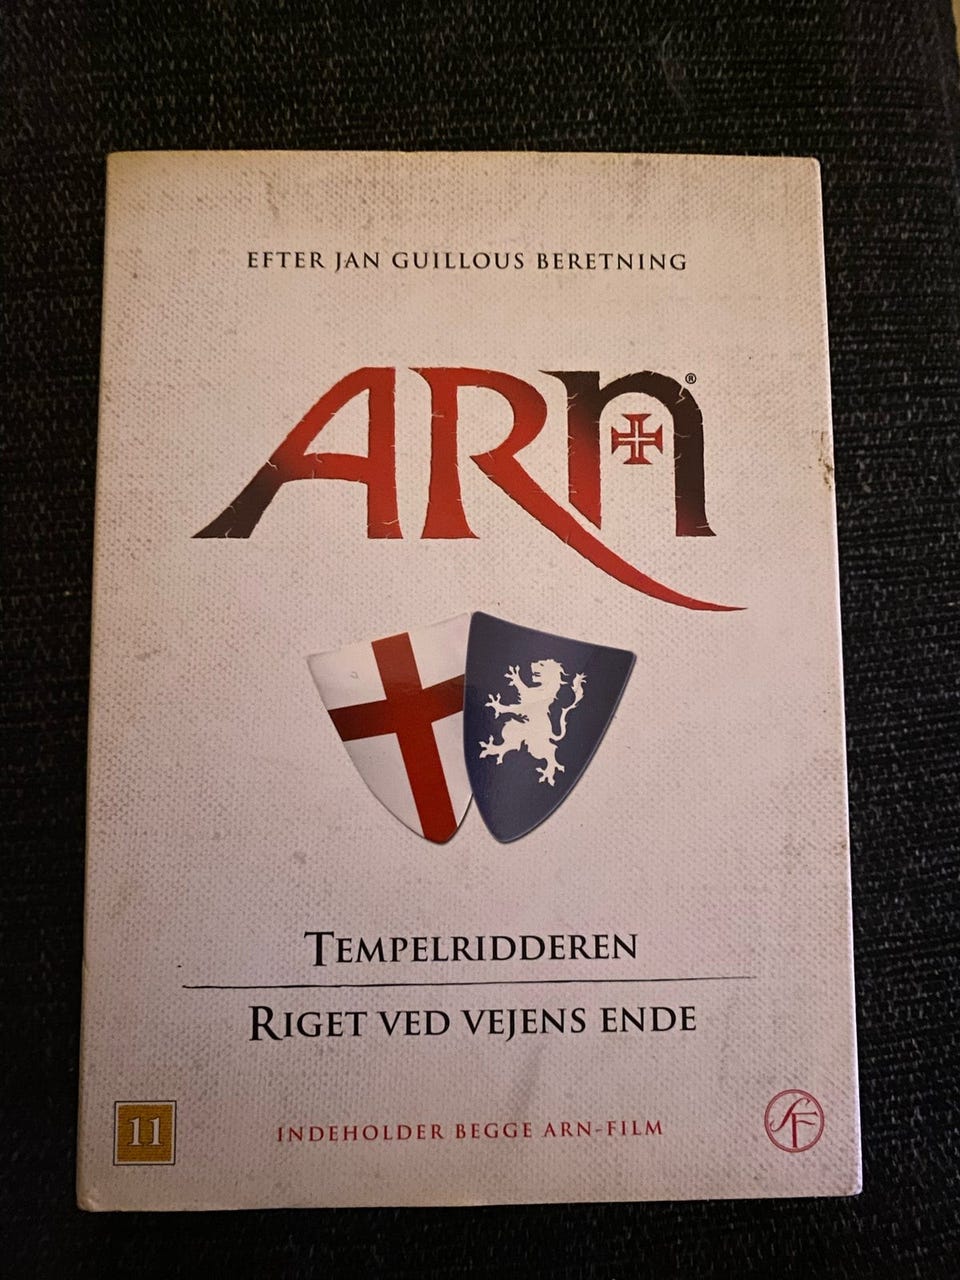 EFTER JAN GUILLOUS BERETNING
ARN®
TEMPELRIDDEREN
RIGET VED VEJENS ENDE
11
INDEHOLDER BEGGE ARN-FILM
SF